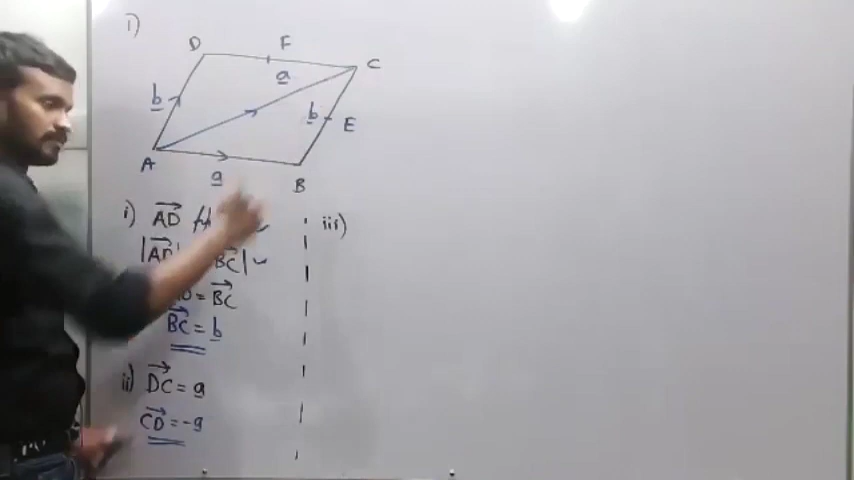 1)
D F C
a
b b E
A
a B
i) AD⃗ // 
|AD⃗| BC⃗|
= BC⃗
BC⃗ = b
ii) DC⃗ = a
CD⃗ = -a
iii)